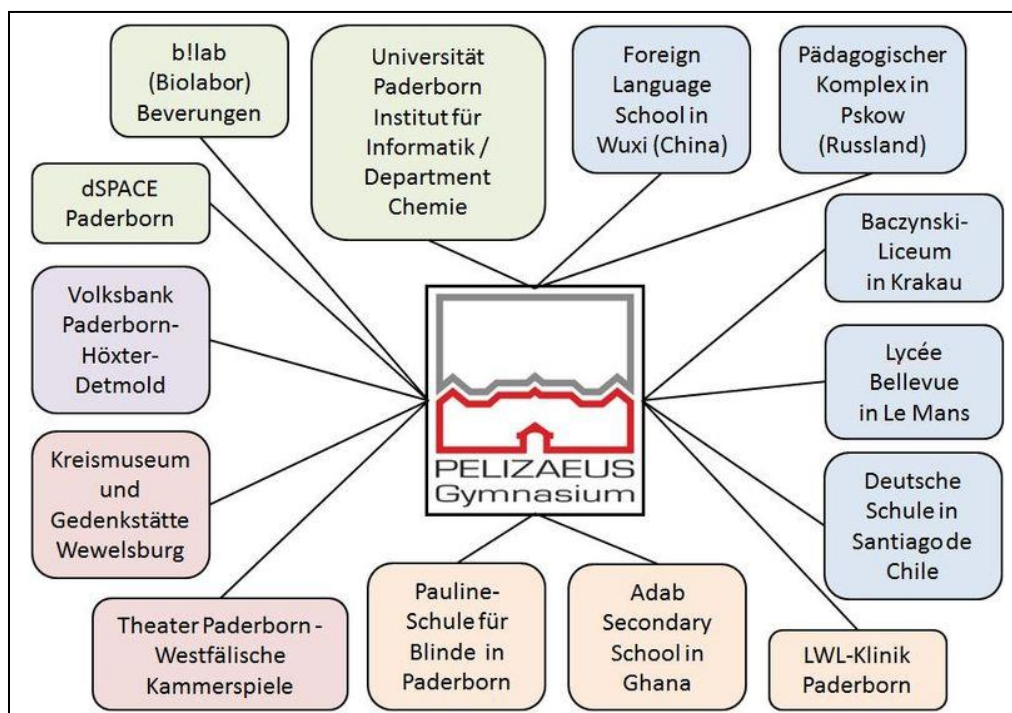 b!lab
(Biolabor)
Beverungen
Universität
Paderborn
Institut für
Informatik /
Department
Chemie
Foreign
Language
School in
Wuxi (China)
Pädagogischer
Komplex in
Pskow
(Russland)
dSPACE
Paderborn
Baczynski-
Liceum
in Krakau
Volksbank
Paderborn-
Höxter-
Detmold
Lycée
Bellevue
in Le Mans
PELIZAEUS
Gymnasium
Kreismuseum
und
Gedenkstätte
Wewelsburg
Deutsche
Schule in
Santiago de
Chile
Theater Paderborn -
Westfälische
Kammerspiele
Pauline-
Schule für
Blinde in
Paderborn
Adab
Secondary
School in
Ghana
LWL-Klinik
Paderborn